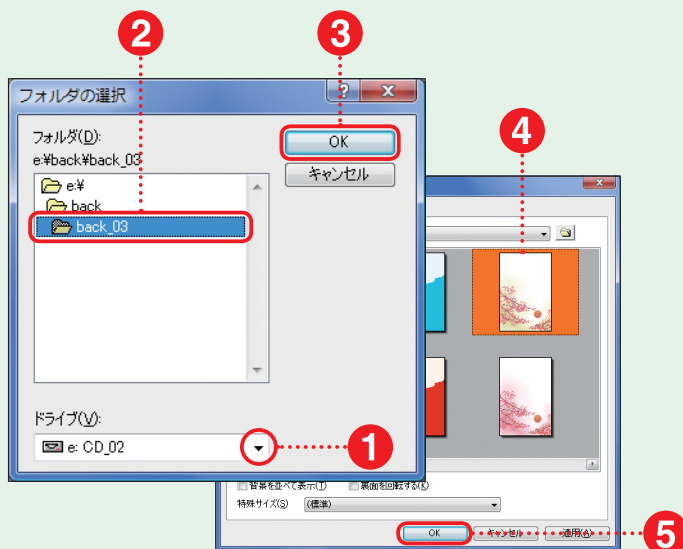 2
3
フォルダの選択
?
x
フォルダ(D):
e:¥back¥back_03
OK
キャンセル
e:¥
back
back_03
ドライブ(V):
e: CD_02
1
4
背景を並べて表示(T)
裏面を回転する(K)
特殊サイズ(S)
(標準)
OK
キャンセル
適用(A)
5